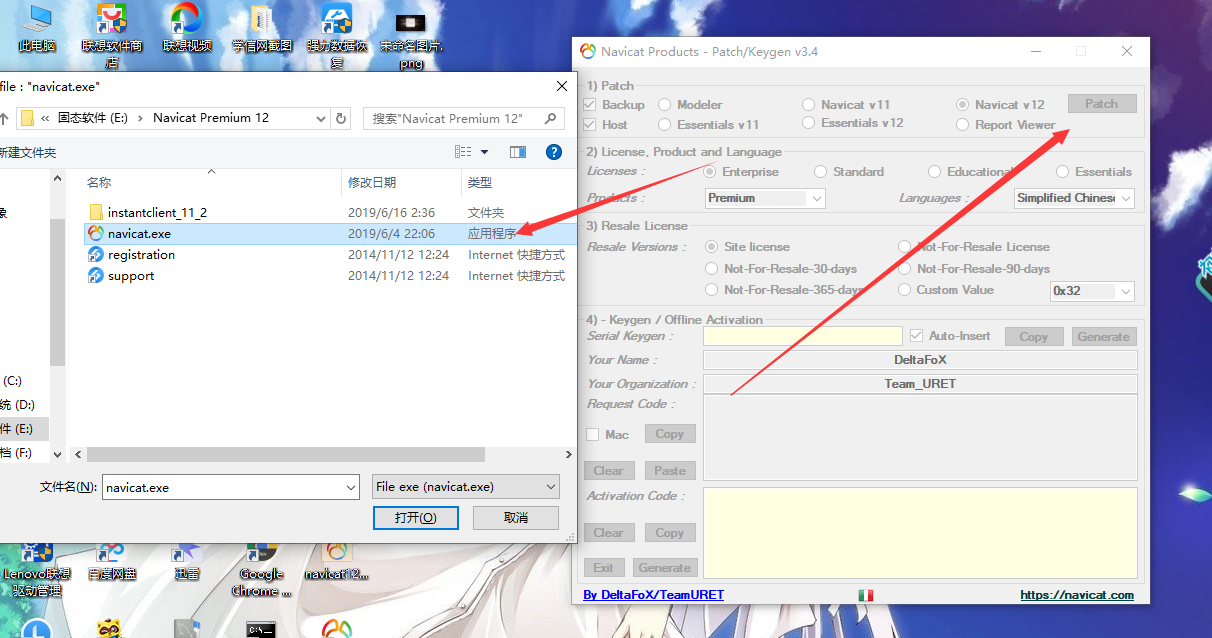 此电脑
联想软件商店
联想视频
学信网截图
强力数据恢复
未命名图片.png
file : "navicat.exe"
« 固态软件 (E:) › Navicat Premium 12
搜索"Navicat Premium 12"
新建文件夹
名称
修改日期
类型
instantclient_11_2
2019/6/16 2:36
文件夹
navicat.exe
2019/6/4 22:06
应用程序
registration
2014/11/12 12:24
Internet 快捷方式
support
2014/11/12 12:24
Internet 快捷方式
象
(C:)
统 (D:)
件 (E:)
档 (F:)
文件名(N):
navicat.exe
File exe (navicat.exe)
打开(O)
取消
Navicat Products - Patch/Keygen v3.4
1) Patch
Backup
Modeler
Navicat v11
Navicat v12
Patch
Host
Essentials v11
Essentials v12
Report Viewer
2) License, Product and Language
Licenses :
Enterprise
Standard
Educational
Essentials
Products :
Premium
Languages :
Simplified Chinese
3) Resale License
Resale Versions :
Site license
Not-For-Resale License
Not-For-Resale-30-days
Not-For-Resale-90-days
Not-For-Resale-365-days
Custom Value
0x32
4) - Keygen / Offline Activation
Serial Keygen :
Auto-Insert
Copy
Generate
Your Name :
DeltaFoX
Your Organization :
Team_URET
Request Code :
Mac
Copy
Clear
Paste
Activation Code :
Clear
Copy
Exit
Generate
By DeltaFoX/TeamURET
https://navicat.com
Lenovo联想驱动管理
百度网盘
迅雷
Google Chrome ...
navicat12...